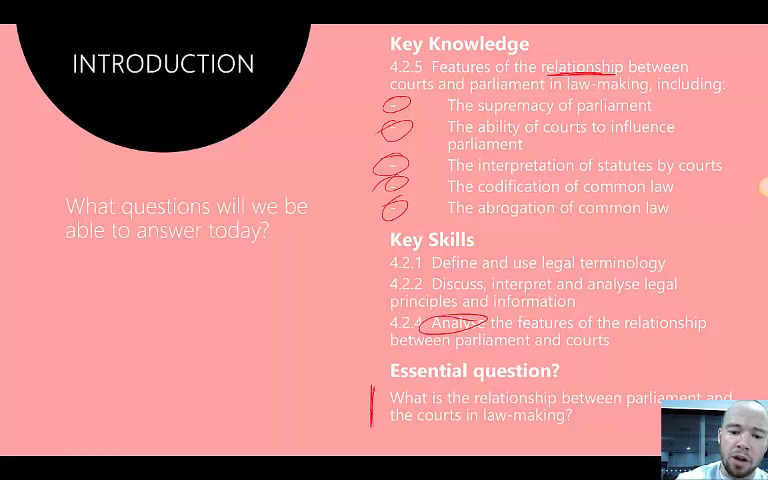 INTRODUCTION
What questions will we be
able to answer today?
Key Knowledge
4.2.5 Features of the relationship between
courts and parliament in law-making, including:
- The supremacy of parliament
- The ability of courts to influence
parliament
- The interpretation of statutes by courts
- The codification of common law
- The abrogation of common law
Key Skills
4.2.1 Define and use legal terminology
4.2.2 Discuss, interpret and analyse legal
principles and information
4.2.4 Analyse the features of the relationship
between parliament and courts
Essential question?
What is the relationship between parliament and
the courts in law-making?